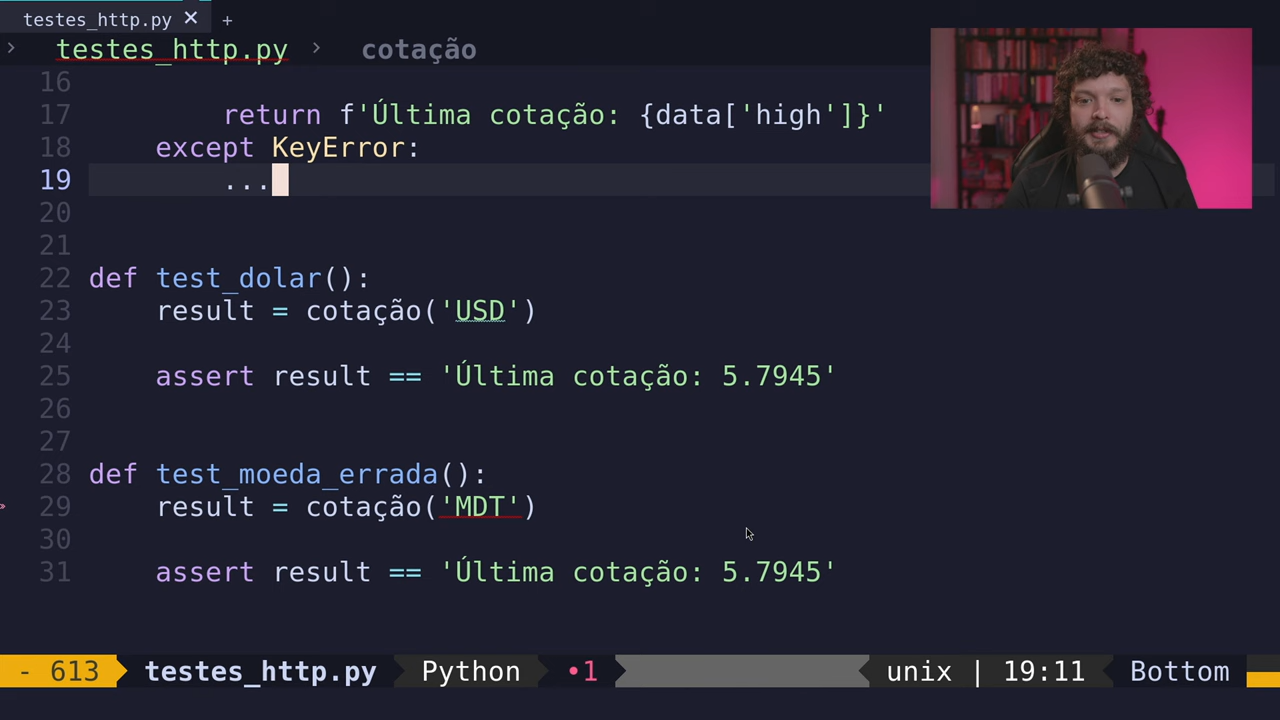 testes_http.py ✕ +
> testes_http.py > cotação
16
17 return f'Última cotação: {data['high']}'
18 except KeyError:
19 ...
20
21
22 def test_dolar():
23 result = cotação('USD')
24
25 assert result == 'Última cotação: 5.7945'
26
27
28 def test_moeda_errada():
29 result = cotação('MDT')
30
31 assert result == 'Última cotação: 5.7945'
- 613 testes_http.py Python •1 unix | 19:11 Bottom